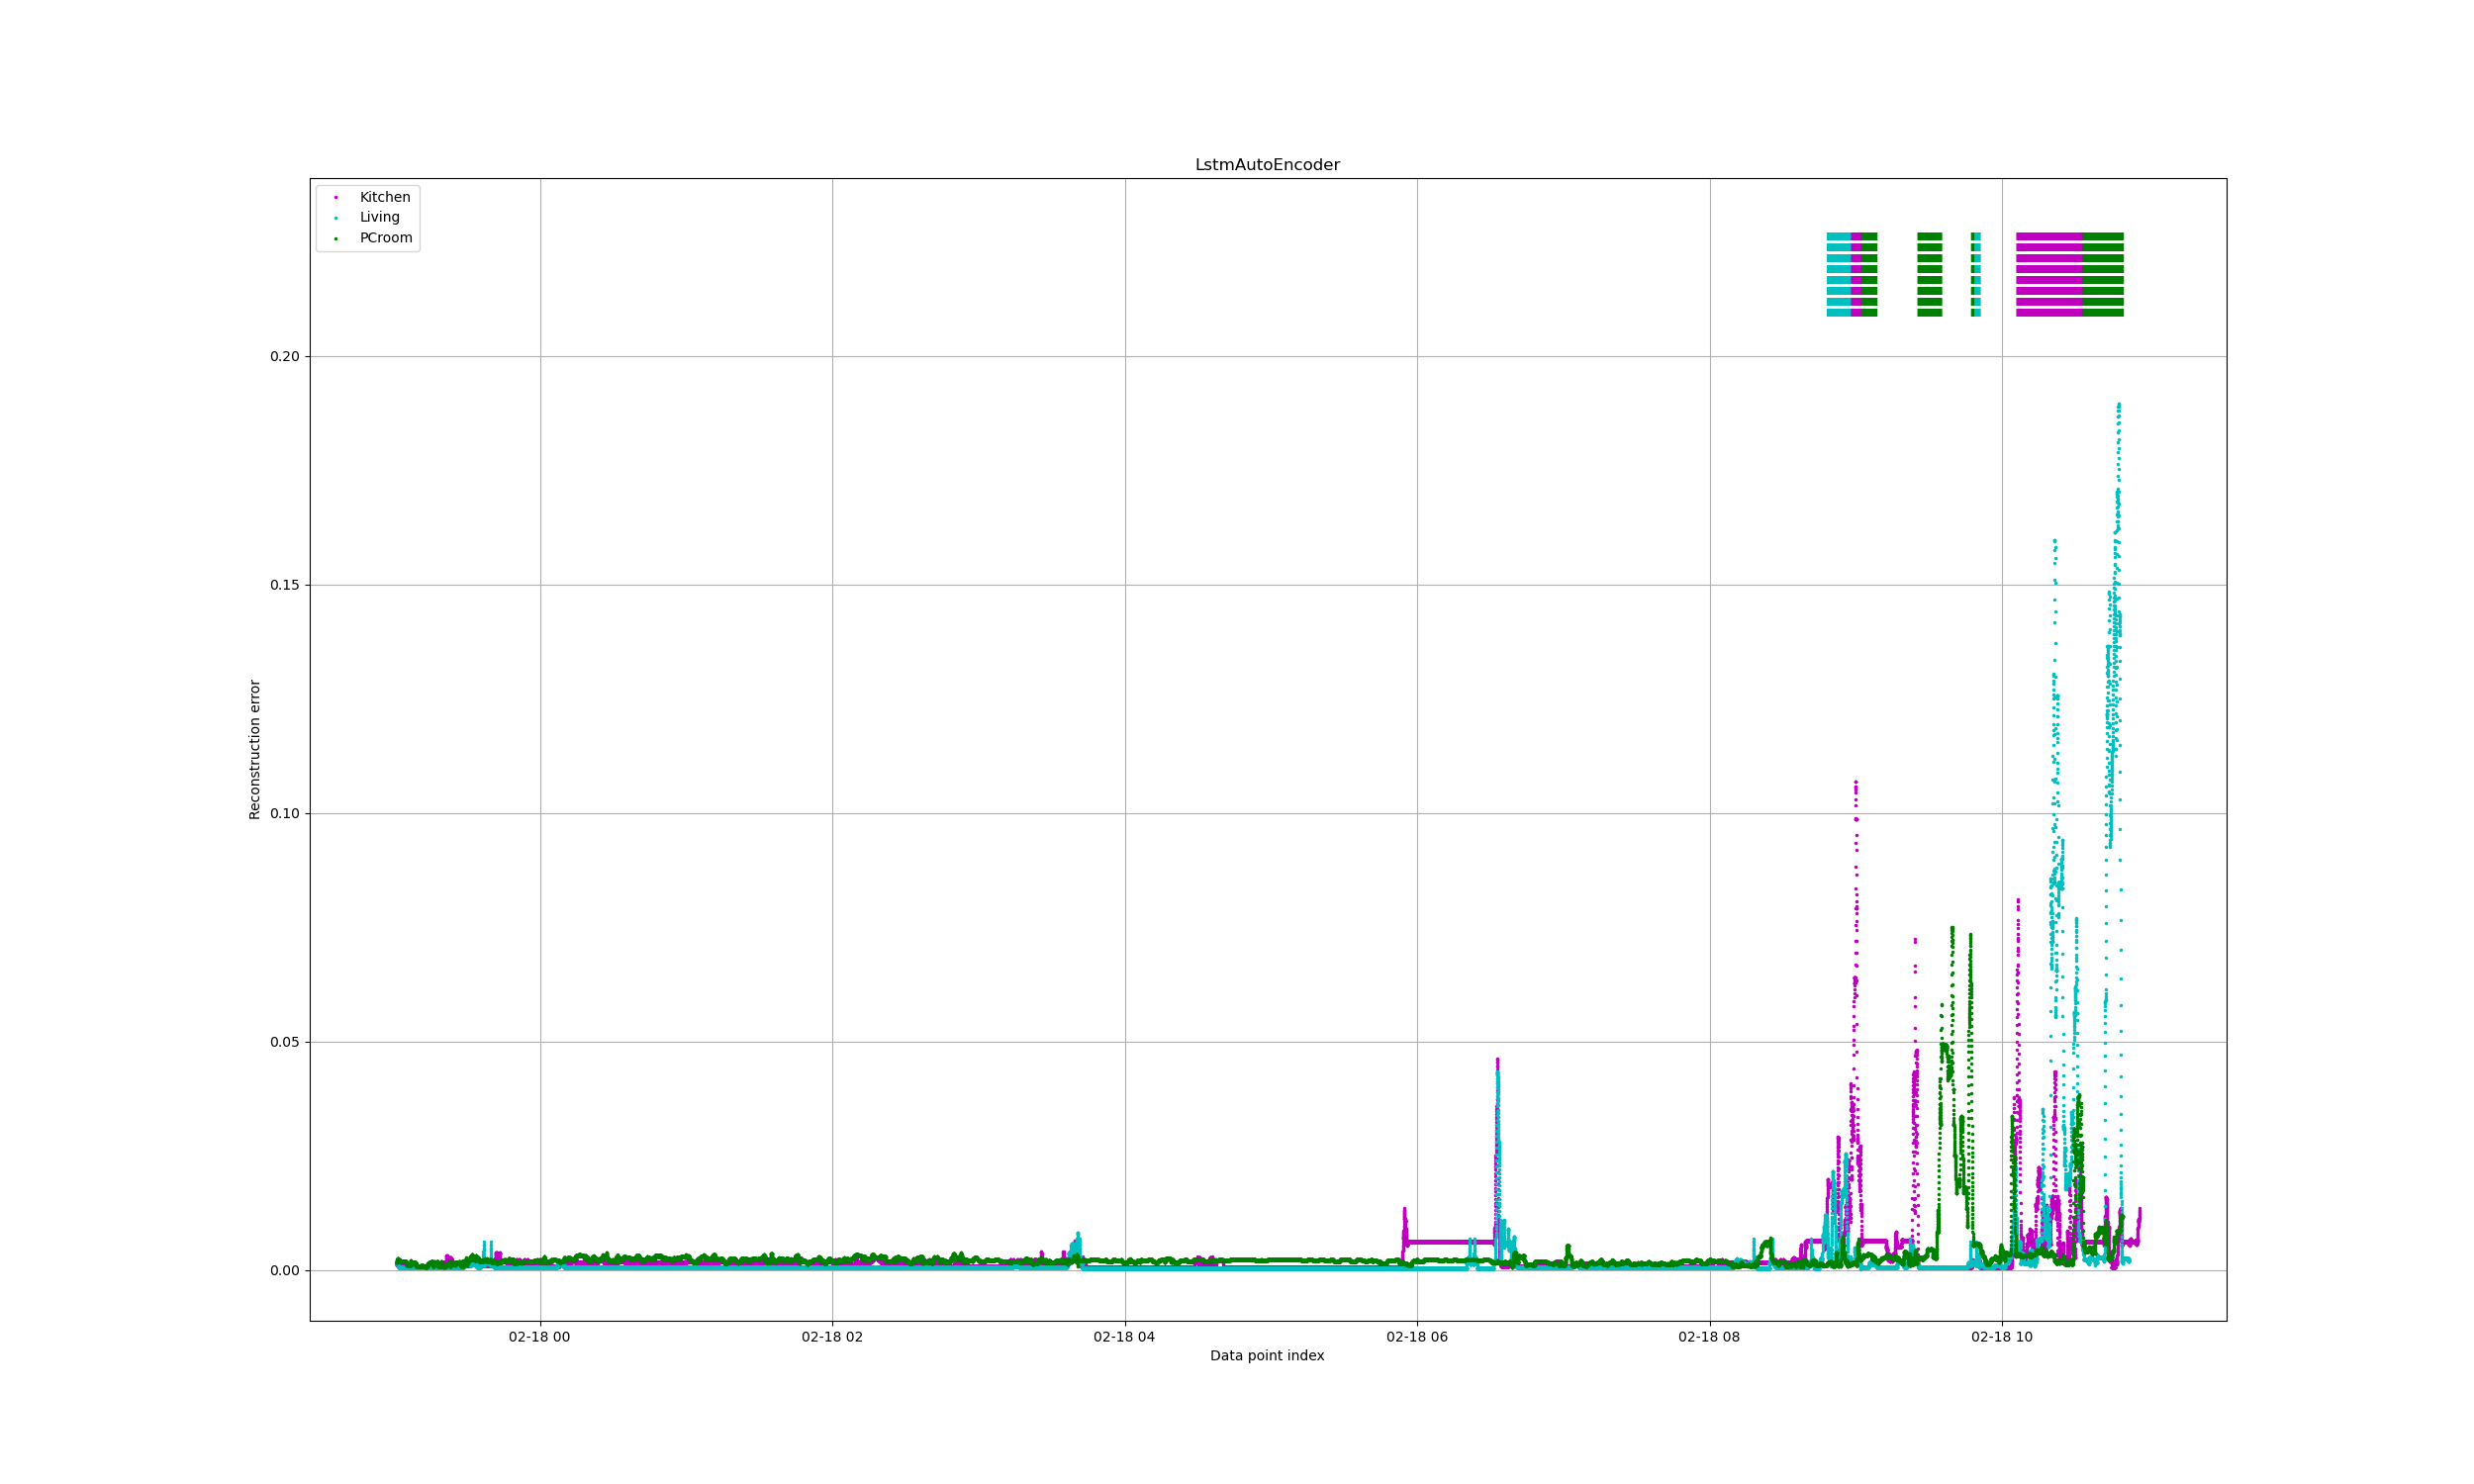 LstmAutoEncoder
Kitchen
Living
PCroom
0.20
0.15
0.10
0.05
0.00
Reconstruction error
02-18 00
02-18 02
02-18 04
02-18 06
02-18 08
02-18 10
Data point index